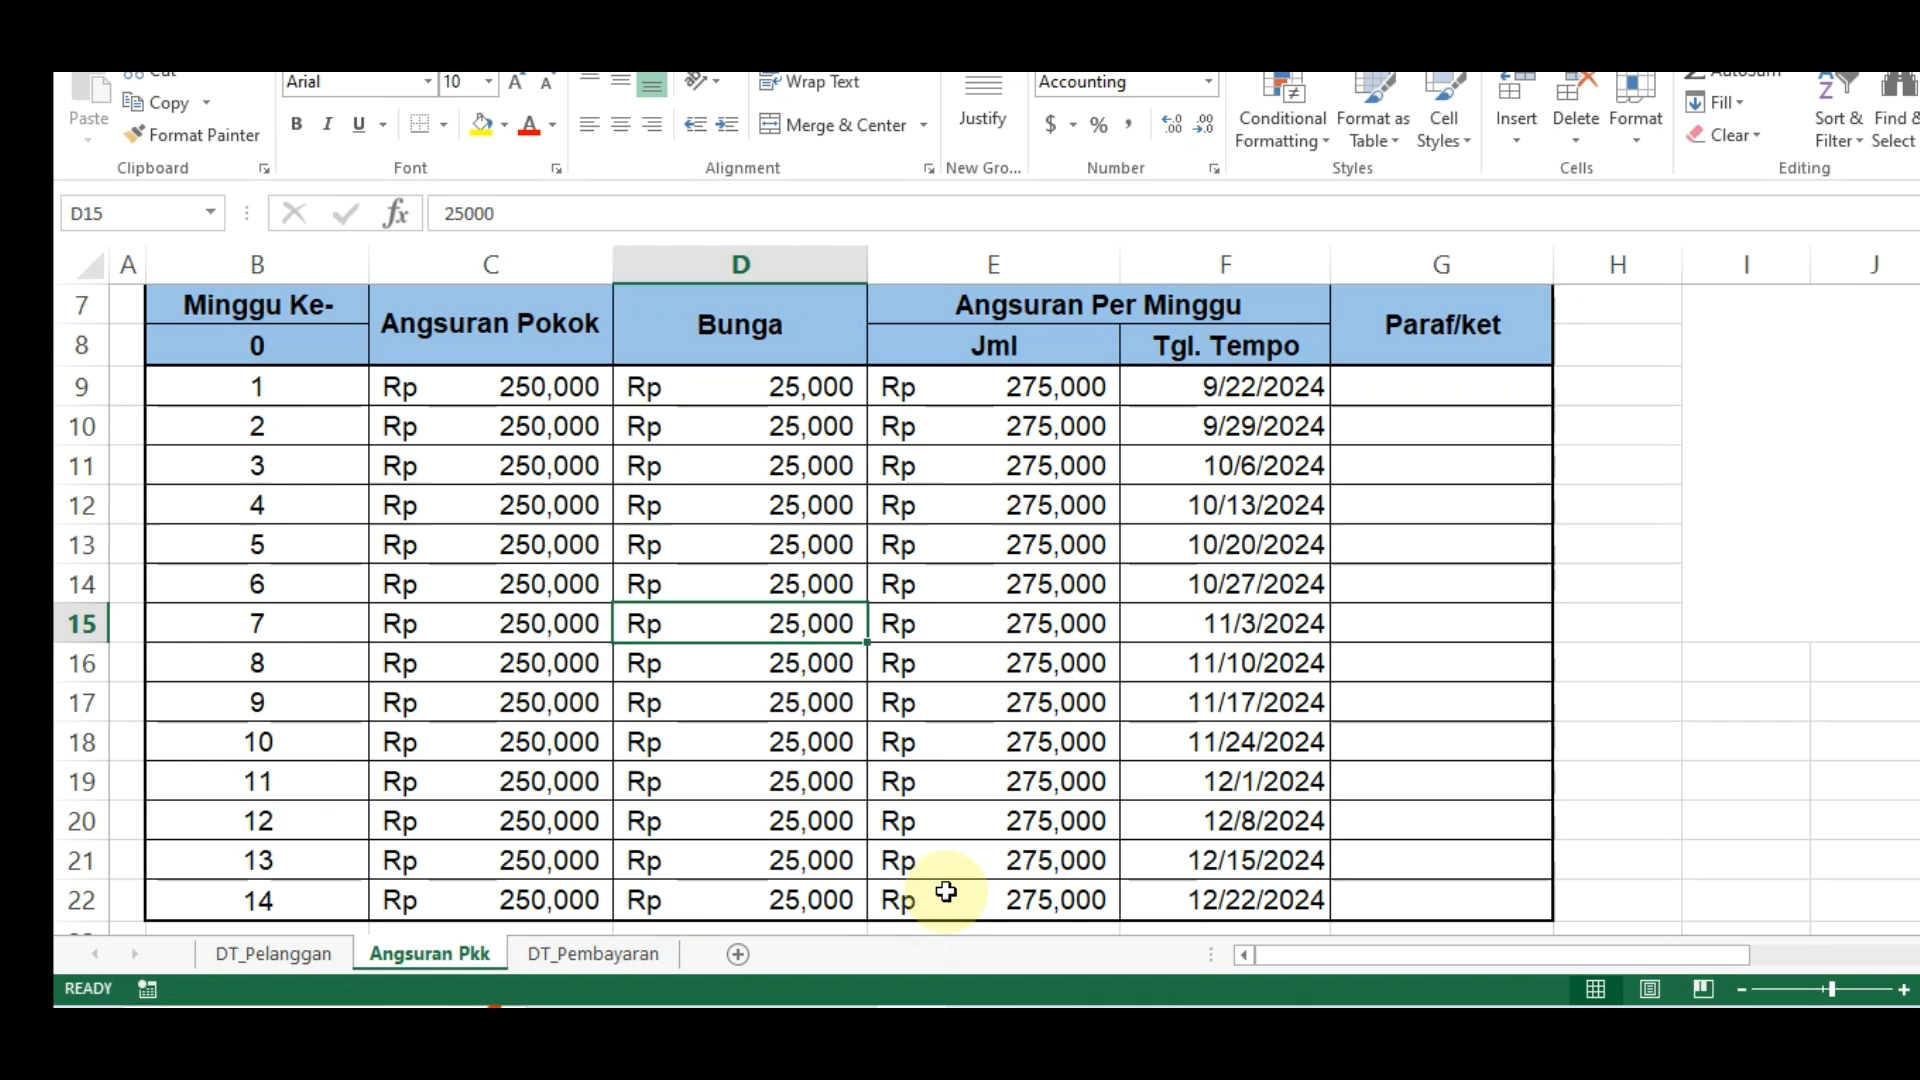 Cut
Arial 10 A A Wrap Text Accounting AutoSum
Paste Copy Justify Conditional Format as Cell Insert Delete Format Fill Sort & Find &
Format Painter B I U A Merge & Center $ % , .00 .00 Formatting Table Styles Clear Filter Select
Clipboard Font Alignment New Gro... Number Styles Cells Editing
D15 fx 25000
A B C D E F G H I J
7 Minggu Ke- Angsuran Pokok Bunga Angsuran Per Minggu Paraf/ket
8 0 Jml Tgl. Tempo
9 1 Rp 250,000 Rp 25,000 Rp 275,000 9/22/2024
10 2 Rp 250,000 Rp 25,000 Rp 275,000 9/29/2024
11 3 Rp 250,000 Rp 25,000 Rp 275,000 10/6/2024
12 4 Rp 250,000 Rp 25,000 Rp 275,000 10/13/2024
13 5 Rp 250,000 Rp 25,000 Rp 275,000 10/20/2024
14 6 Rp 250,000 Rp 25,000 Rp 275,000 10/27/2024
15 7 Rp 250,000 Rp 25,000 Rp 275,000 11/3/2024
16 8 Rp 250,000 Rp 25,000 Rp 275,000 11/10/2024
17 9 Rp 250,000 Rp 25,000 Rp 275,000 11/17/2024
18 10 Rp 250,000 Rp 25,000 Rp 275,000 11/24/2024
19 11 Rp 250,000 Rp 25,000 Rp 275,000 12/1/2024
20 12 Rp 250,000 Rp 25,000 Rp 275,000 12/8/2024
21 13 Rp 250,000 Rp 25,000 Rp 275,000 12/15/2024
22 14 Rp 250,000 Rp 25,000 Rp 275,000 12/22/2024
DT_Pelanggan Angsuran Pkk DT_Pembayaran
READY